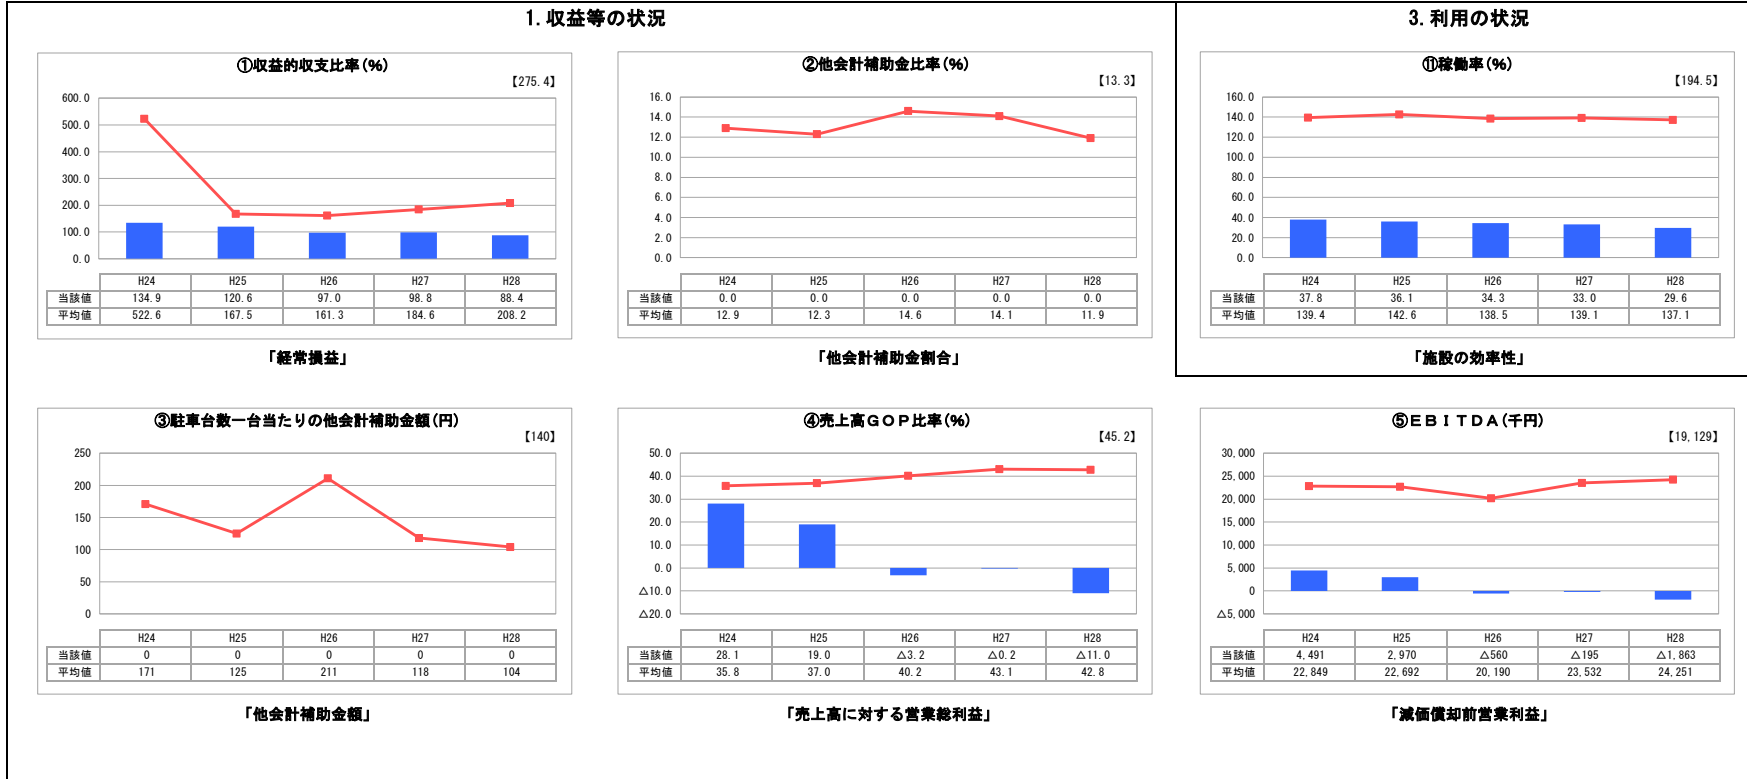 1. 収益等の状況
3. 利用の状況
①収益的収支比率(%)
【275.4】
600.0
500.0
400.0
300.0
200.0
100.0
0.0
H24 H25 H26 H27 H28
当該値 134.9 120.6 97.0 98.8 88.4
平均値 522.6 167.5 161.3 184.6 208.2
「経常損益」
②他会計補助金比率(%)
【13.3】
16.0
14.0
12.0
10.0
8.0
6.0
4.0
2.0
0.0
H24 H25 H26 H27 H28
当該値 0.0 0.0 0.0 0.0 0.0
平均値 12.9 12.3 14.6 14.1 11.9
「他会計補助金割合」
⑪稼働率(%)
【194.5】
160.0
140.0
120.0
100.0
80.0
60.0
40.0
20.0
0.0
H24 H25 H26 H27 H28
当該値 37.8 36.1 34.3 33.0 29.6
平均値 139.4 142.6 138.5 139.1 137.1
「施設の効率性」
③駐車台数一台当たりの他会計補助金額(円)
【140】
250
200
150
100
50
0
H24 H25 H26 H27 H28
当該値 0 0 0 0 0
平均値 171 125 211 118 104
「他会計補助金額」
④売上高GOP比率(%)
【45.2】
50.0
40.0
30.0
20.0
10.0
0.0
△10.0
△20.0
H24 H25 H26 H27 H28
当該値 28.1 19.0 △3.2 △0.2 △11.0
平均値 35.8 37.0 40.2 43.1 42.8
「売上高に対する営業総利益」
⑤EBITDA(千円)
【19,129】
30,000
25,000
20,000
15,000
10,000
5,000
0
△5,000
H24 H25 H26 H27 H28
当該値 4,491 2,970 △560 △195 △1,863
平均値 22,849 22,692 20,190 23,532 24,251
「減価償却前営業利益」